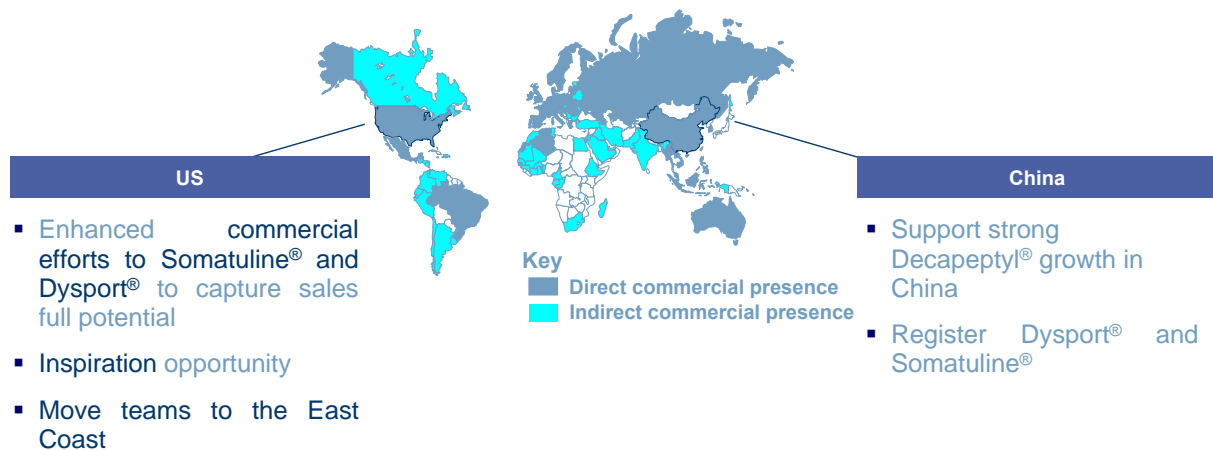 US
Enhanced commercial
efforts to Somatuline® and
Dysport® to capture sales
full potential
Inspiration opportunity
Move teams to the East
Coast
Key
Direct commercial presence
Indirect commercial presence
China
Support strong
Decapeptyl® growth in
China
Register Dysport® and
Somatuline®